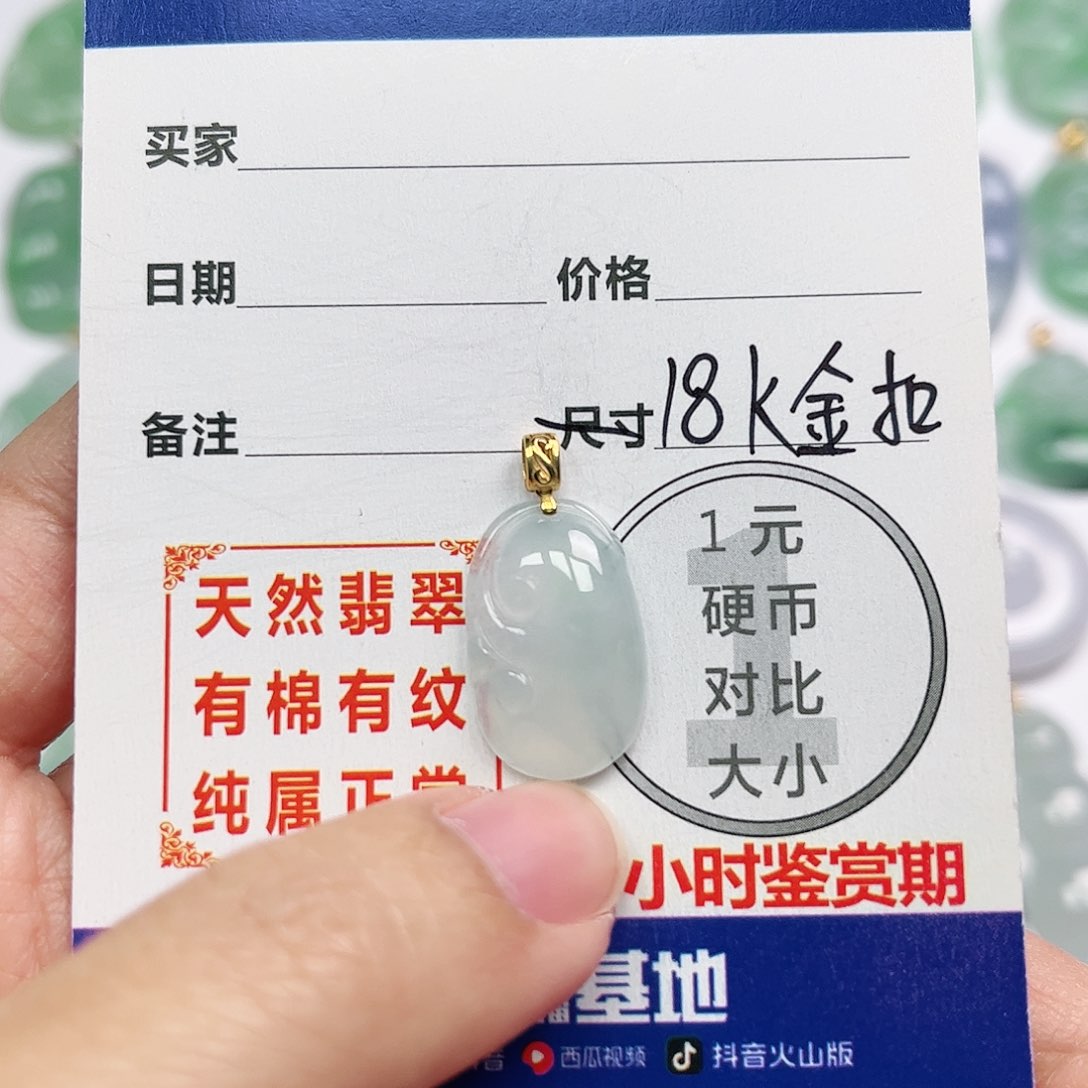 买家
日期 价格
备注 尺寸 18K金扣
天然翡翠
有棉有纹
纯属正常
1元
硬币
对比
大小
小时鉴赏期
播基地
音 西瓜视频 抖音火山版